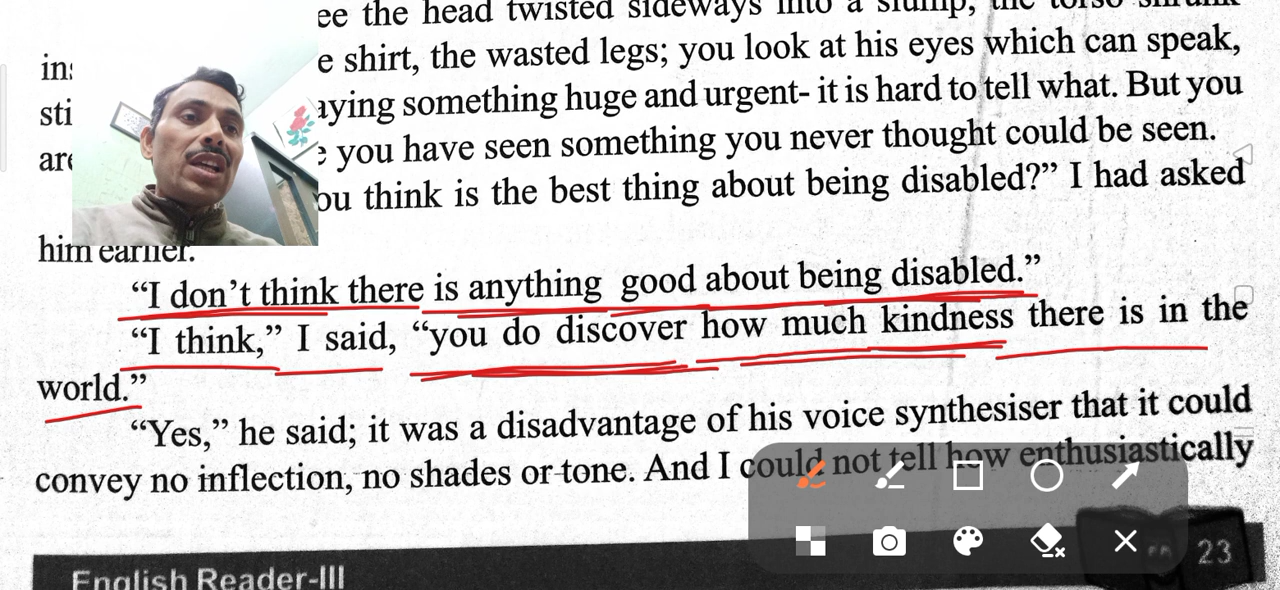 ee the head twisted sideways into a slump, the torso shrunk
e shirt, the wasted legs; you look at his eyes which can speak,
sti aying something huge and urgent- it is hard to tell what. But you
are e you have seen something you never thought could be seen.
ou think is the best thing about being disabled?” I had asked
him earlier.
“I don’t think there is anything good about being disabled.”
“I think,” I said, “you do discover how much kindness there is in the
world.”
“Yes,” he said; it was a disadvantage of his voice synthesiser that it could
convey no inflection, no shades or tone. And I could not tell how enthusiastically
English Reader-III
23